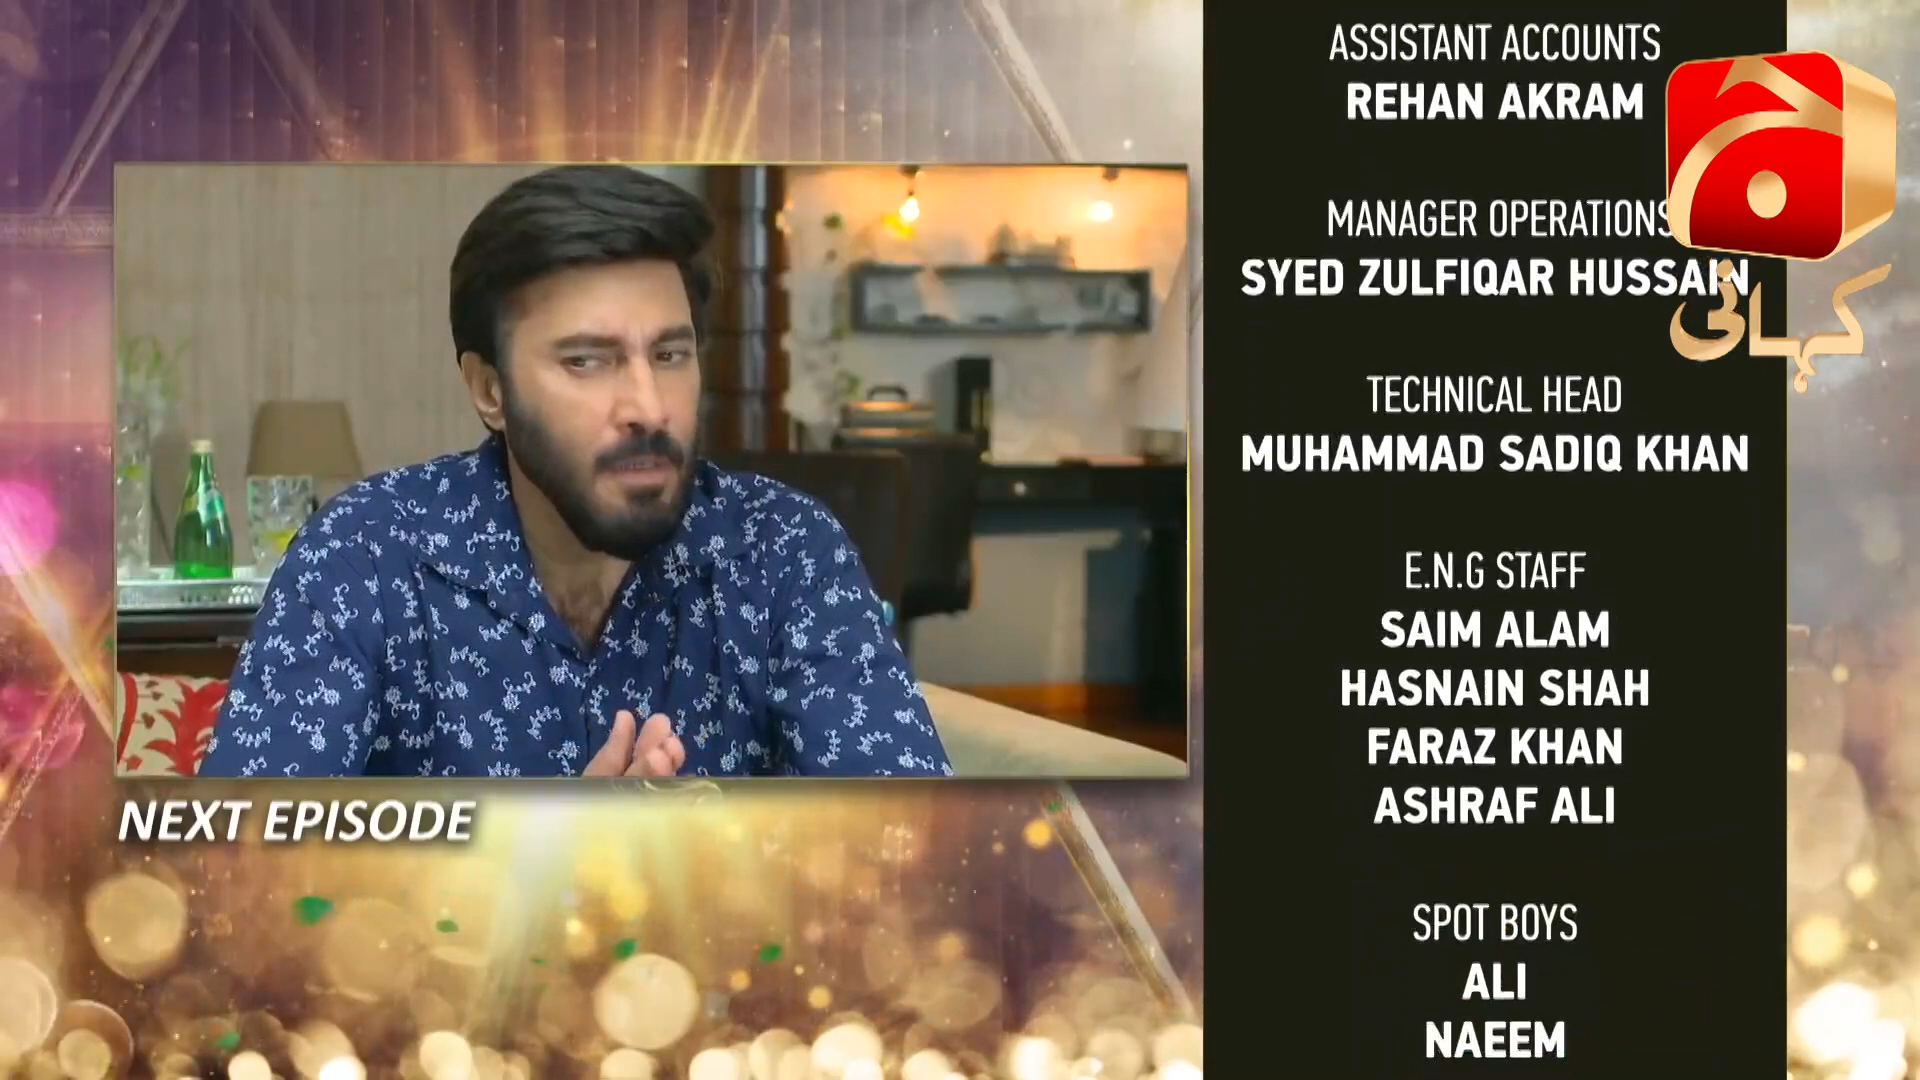 NEXT EPISODE
ASSISTANT ACCOUNTS
REHAN AKRAM
MANAGER OPERATIONS
SYED ZULFIQAR HUSSAIN
TECHNICAL HEAD
MUHAMMAD SADIQ KHAN
E.N.G STAFF
SAIM ALAM
HASNAIN SHAH
FARAZ KHAN
ASHRAF ALI
SPOT BOYS
ALI
NAEEM
کہانی